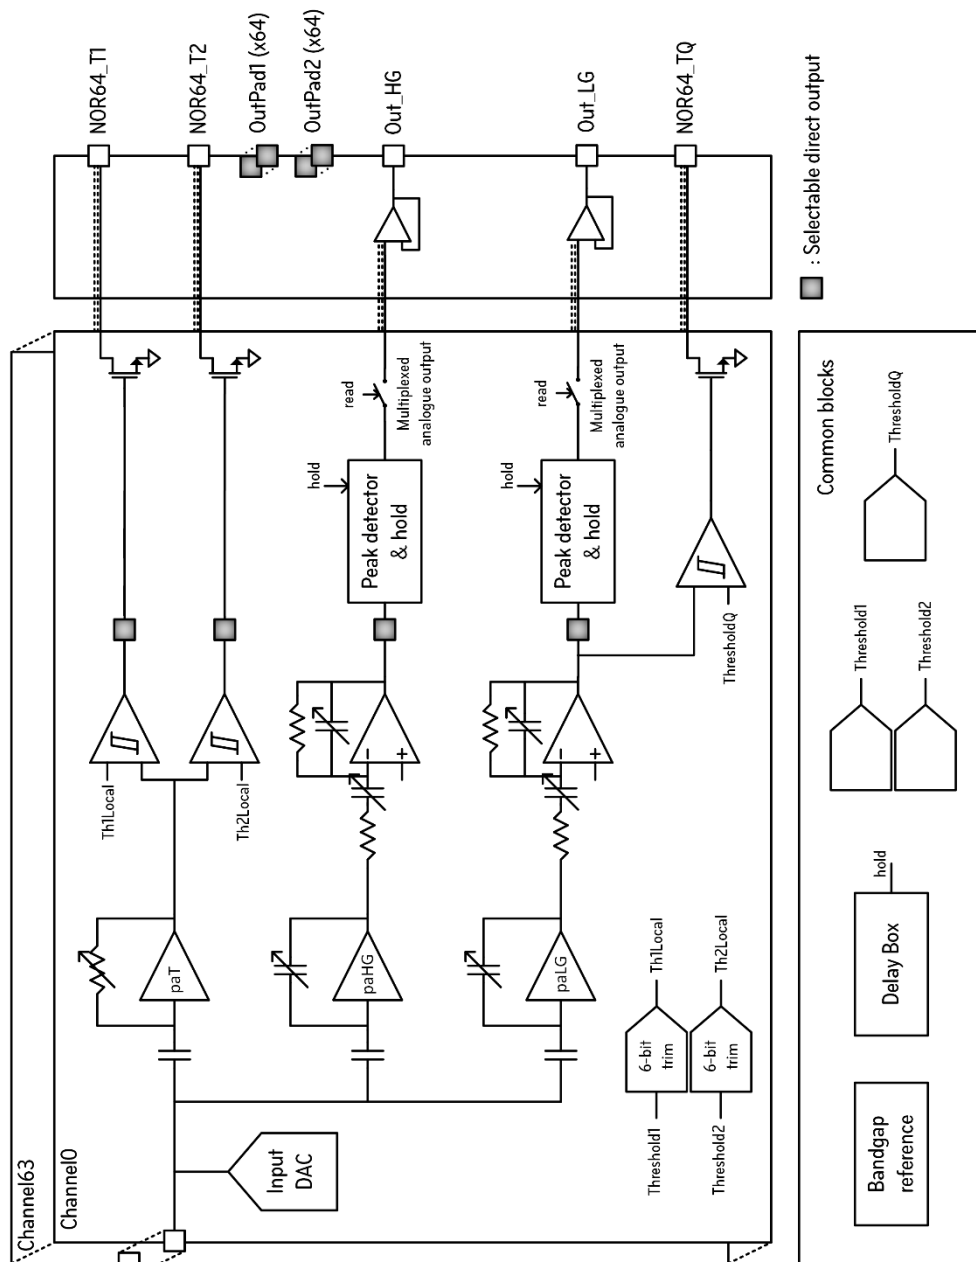 Channel63
Channel0
Input
DAC
paT
paHG
paLG
Th1Local
Th2Local
−
+
−
+
hold
Peak detector
& hold
read
Multiplexed
analogue output
hold
Peak detector
& hold
read
Multiplexed
analogue output
ThresholdQ
Threshold1
6-bit
trim
Th1Local
Threshold2
6-bit
trim
Th2Local
NOR64_T1
NOR64_T2
OutPad1 (x64)
OutPad2 (x64)
Out_HG
Out_LG
NOR64_TQ
: Selectable direct output
Common blocks
Bandgap
reference
Delay Box
hold
Threshold1
Threshold2
ThresholdQ